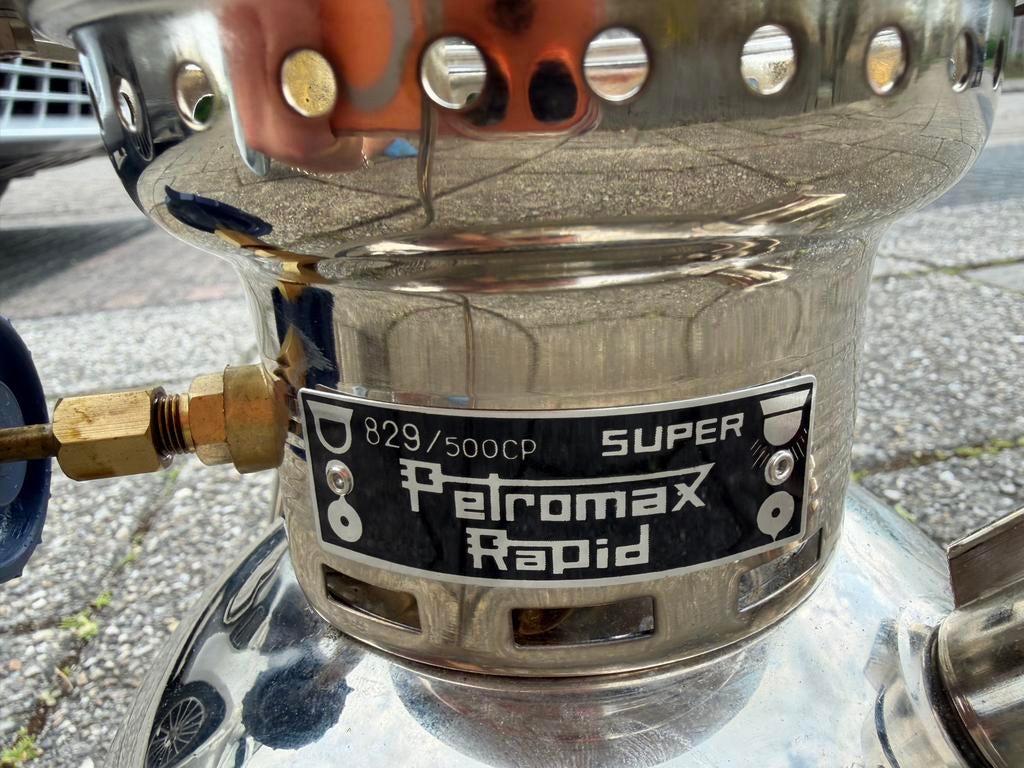 829/500CP SUPER
Petromax
Rapid